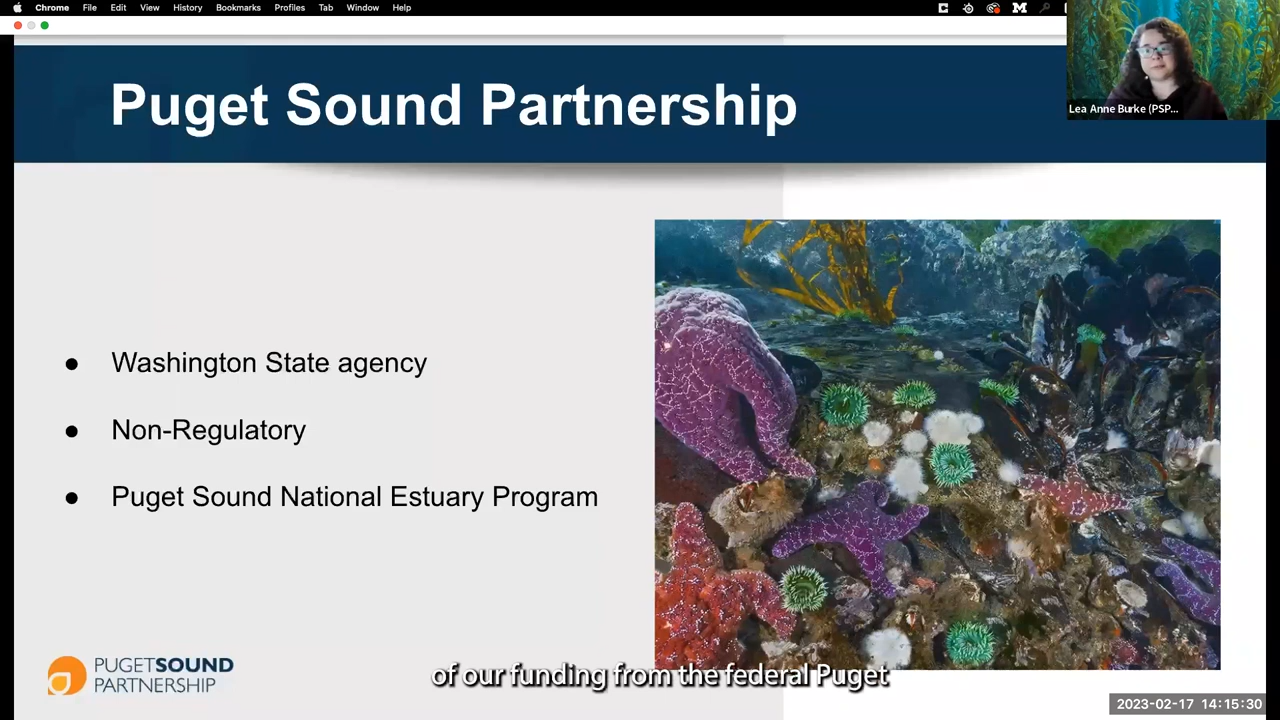 Chrome File Edit View History Bookmarks Profiles Tab Window Help
Lea Anne Burke (PSP...
Puget Sound Partnership
● Washington State agency
● Non-Regulatory
● Puget Sound National Estuary Program
PUGETSOUND
PARTNERSHIP
of our funding from the federal Puget
2023-02-17 14:15:30